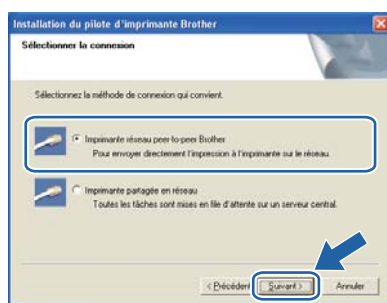 Installation du pilote d'imprimante Brother
Sélectionner la connexion
Sélectionnez la méthode de connexion qui convient.
Imprimante réseau peer-to-peer Brother
Pour envoyer directement l'impression à l'imprimante sur le réseau.
Imprimante partagée en réseau
Toutes les tâches sont mises en file d'attente sur un serveur central.
< Précédent Suivant > Annuler